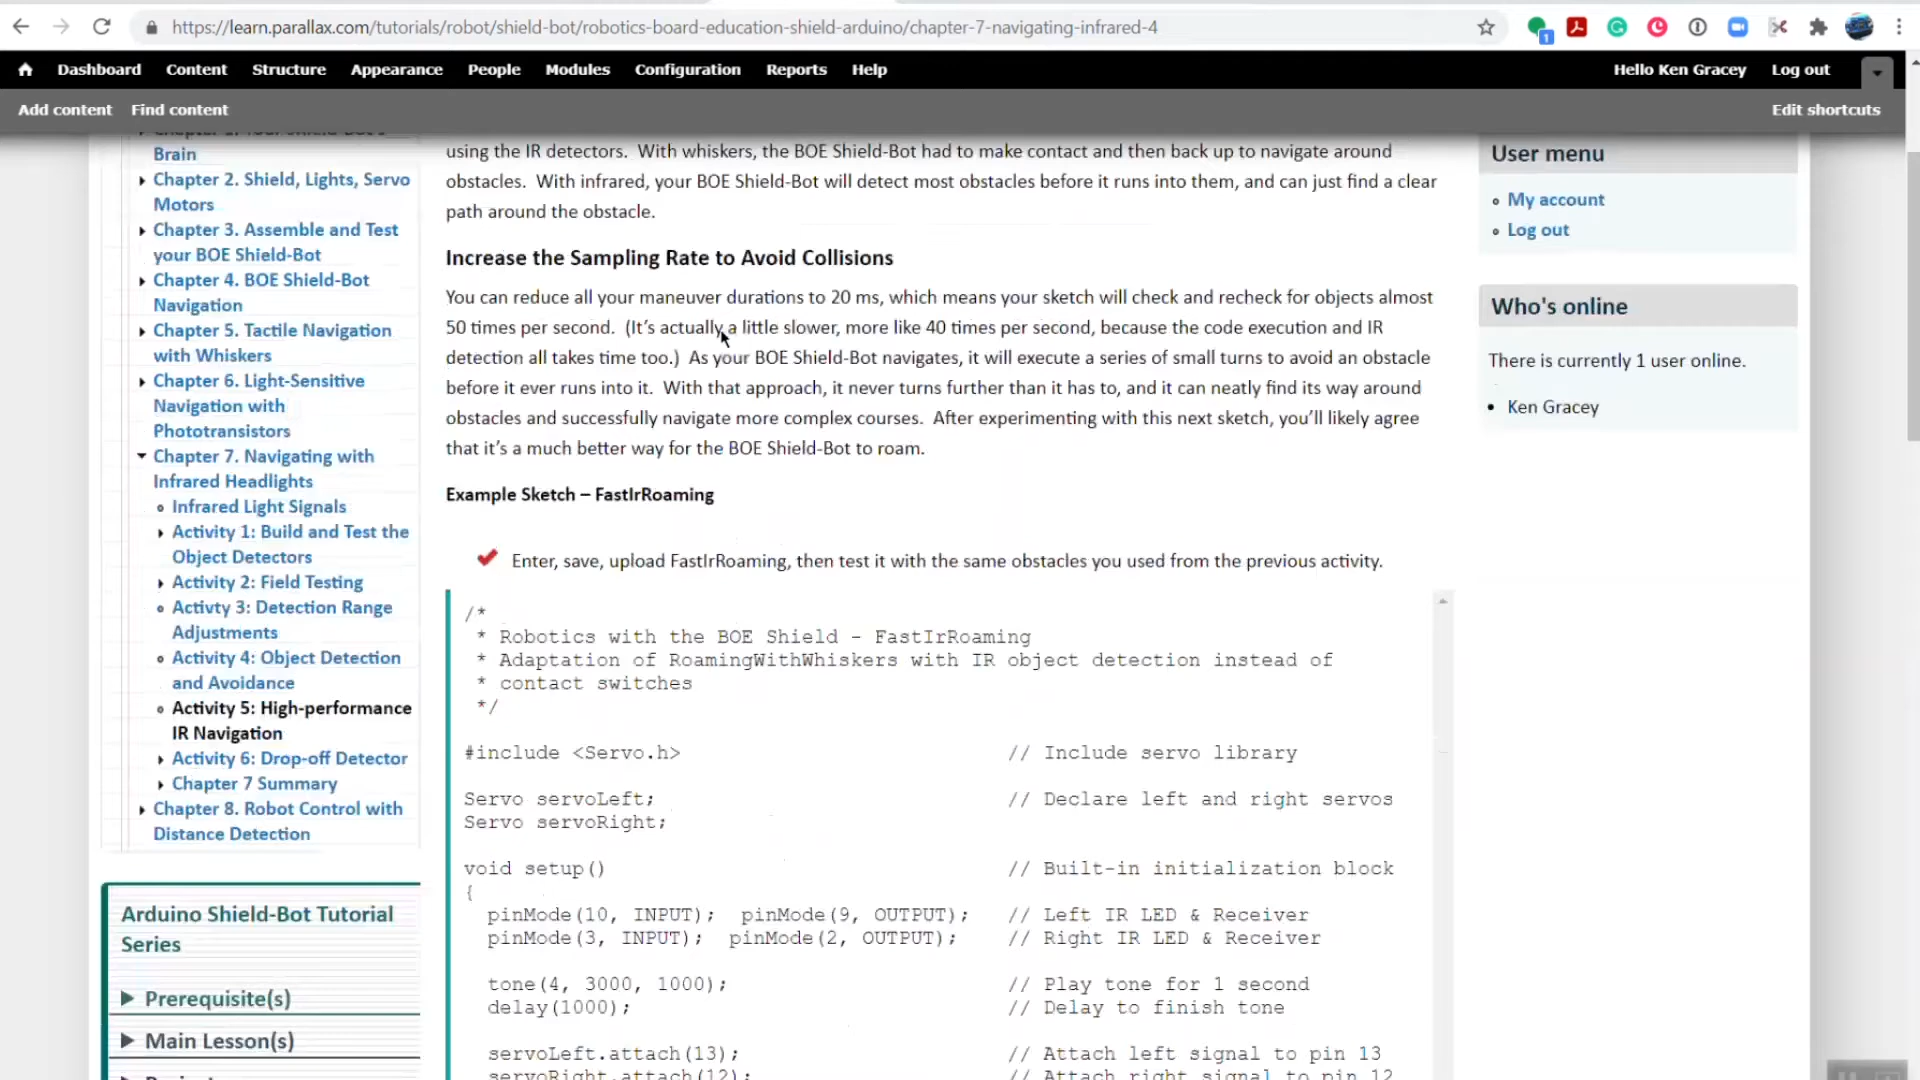 https://learn.parallax.com/tutorials/robot/shield-bot/robotics-board-education-shield-arduino/chapter-7-navigating-infrared-4
1
Dashboard Content Structure Appearance People Modules Configuration Reports Help Hello Ken Gracey Log out
Add content Find content Edit shortcuts
Brain
Chapter 2. Shield, Lights, Servo
Motors
Chapter 3. Assemble and Test
your BOE Shield-Bot
Chapter 4. BOE Shield-Bot
Navigation
Chapter 5. Tactile Navigation
with Whiskers
Chapter 6. Light-Sensitive
Navigation with
Phototransistors
Chapter 7. Navigating with
Infrared Headlights
Infrared Light Signals
Activity 1: Build and Test the
Object Detectors
Activity 2: Field Testing
Activty 3: Detection Range
Adjustments
Activity 4: Object Detection
and Avoidance
Activity 5: High-performance
IR Navigation
Activity 6: Drop-off Detector
Chapter 7 Summary
Chapter 8. Robot Control with
Distance Detection
Arduino Shield-Bot Tutorial
Series
Prerequisite(s)
Main Lesson(s)
using the IR detectors.  With whiskers, the BOE Shield-Bot had to make contact and then back up to navigate around
obstacles.  With infrared, your BOE Shield-Bot will detect most obstacles before it runs into them, and can just find a clear
path around the obstacle.
Increase the Sampling Rate to Avoid Collisions
You can reduce all your maneuver durations to 20 ms, which means your sketch will check and recheck for objects almost
50 times per second.  (It's actually a little slower, more like 40 times per second, because the code execution and IR
detection all takes time too.)  As your BOE Shield-Bot navigates, it will execute a series of small turns to avoid an obstacle
before it ever runs into it.  With that approach, it never turns further than it has to, and it can neatly find its way around
obstacles and successfully navigate more complex courses.  After experimenting with this next sketch, you'll likely agree
that it's a much better way for the BOE Shield-Bot to roam.
Example Sketch – FastIrRoaming
Enter, save, upload FastIrRoaming, then test it with the same obstacles you used from the previous activity.
/*
* Robotics with the BOE Shield - FastIrRoaming
* Adaptation of RoamingWithWhiskers with IR object detection instead of
* contact switches
*/
#include <Servo.h> // Include servo library
Servo servoLeft; // Declare left and right servos
Servo servoRight;
void setup() // Built-in initialization block
{
pinMode(10, INPUT);  pinMode(9, OUTPUT); // Left IR LED & Receiver
pinMode(3, INPUT);  pinMode(2, OUTPUT); // Right IR LED & Receiver
tone(4, 3000, 1000); // Play tone for 1 second
delay(1000); // Delay to finish tone
servoLeft.attach(13); // Attach left signal to pin 13
servoRight.attach(12); // Attach right signal to pin 12
User menu
My account
Log out
Who's online
There is currently 1 user online.
Ken Gracey